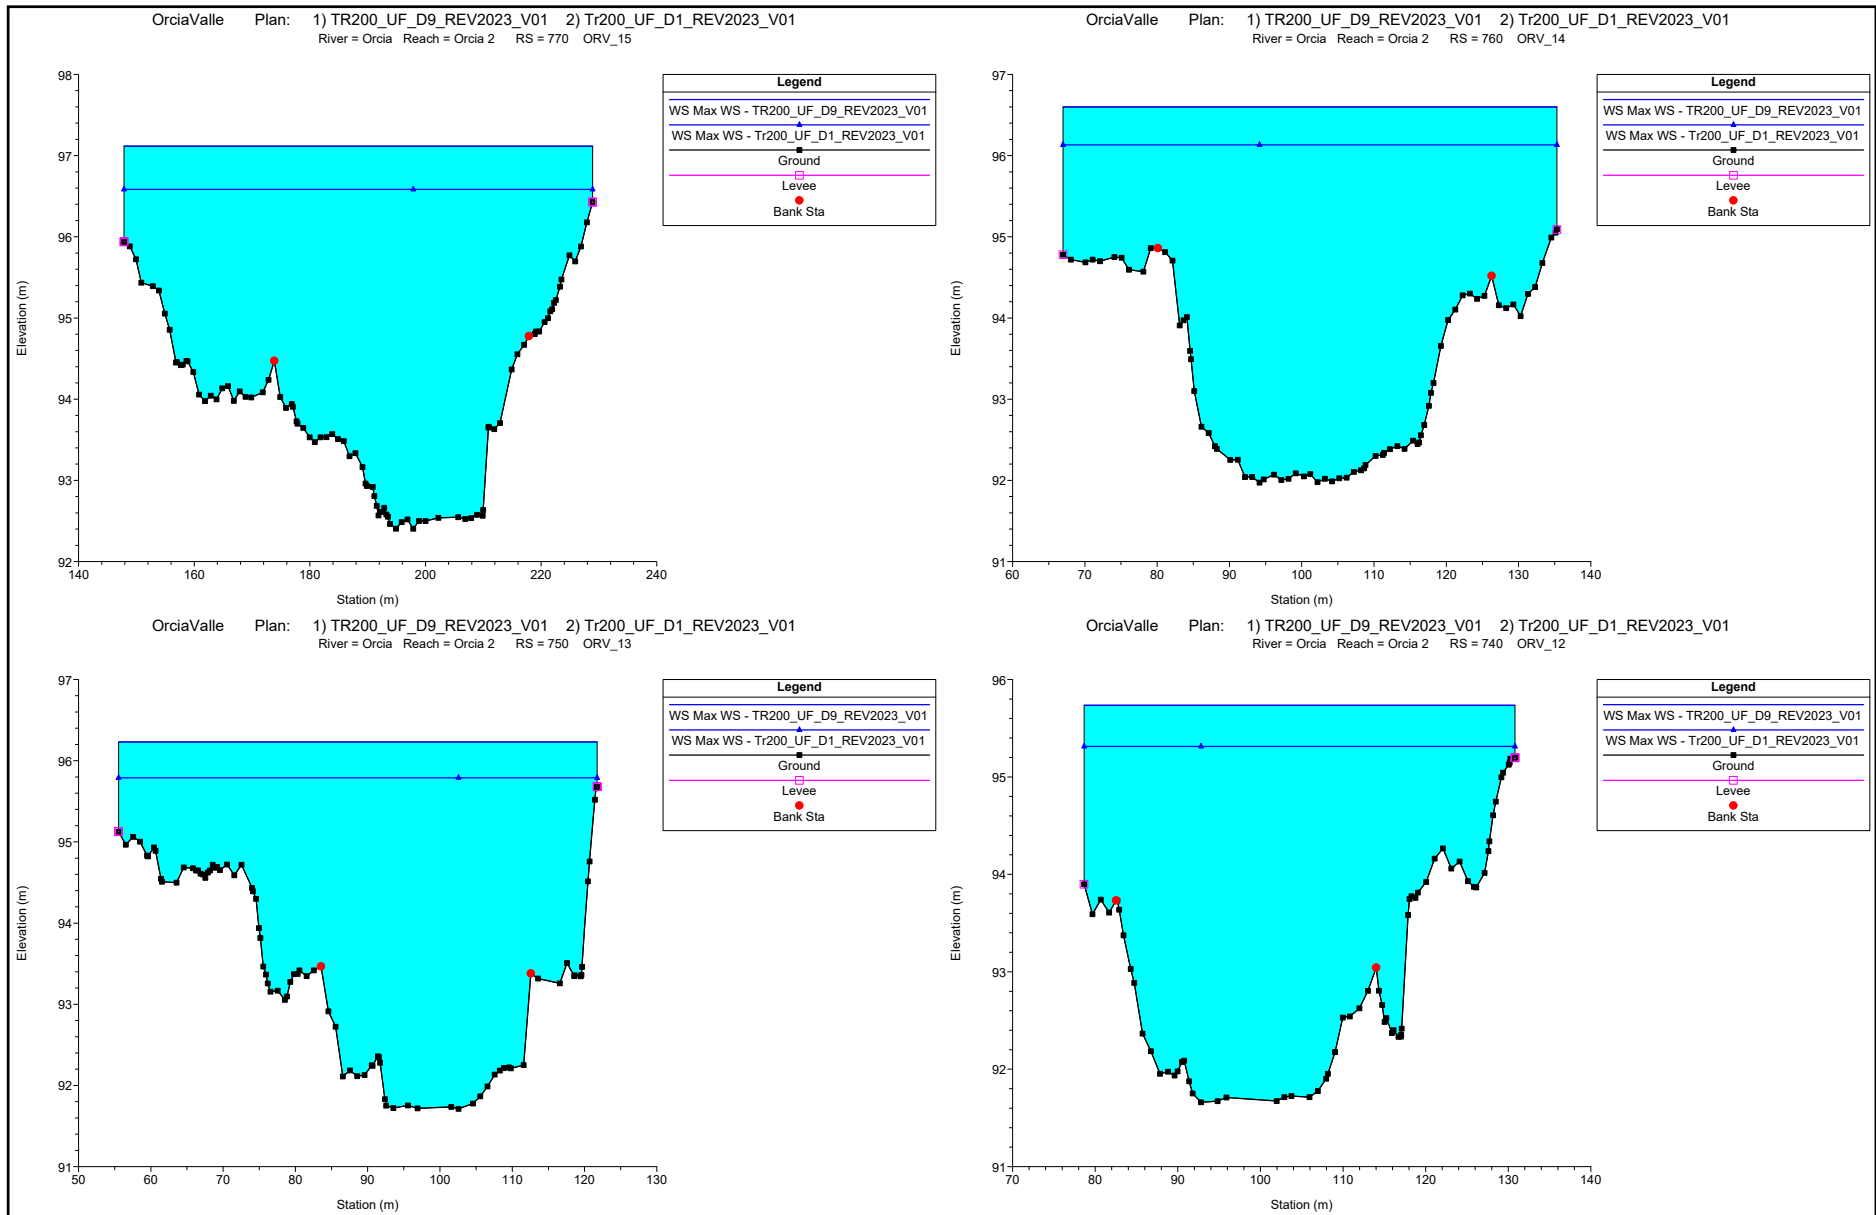 OrciaValle Plan: 1) TR200_UF_D9_REV2023_V01 2) Tr200_UF_D1_REV2023_V01
River = Orcia Reach = Orcia 2 RS = 770 ORV_15
98
97
96
95
94
93
92
Elevation (m)
140 160 180 200 220 240
Station (m)
Legend
WS Max WS - TR200_UF_D9_REV2023_V01
WS Max WS - Tr200_UF_D1_REV2023_V01
Ground
Levee
Bank Sta
OrciaValle Plan: 1) TR200_UF_D9_REV2023_V01 2) Tr200_UF_D1_REV2023_V01
River = Orcia Reach = Orcia 2 RS = 760 ORV_14
97
96
95
94
93
92
91
Elevation (m)
60 70 80 90 100 110 120 130 140
Station (m)
Legend
WS Max WS - TR200_UF_D9_REV2023_V01
WS Max WS - Tr200_UF_D1_REV2023_V01
Ground
Levee
Bank Sta
OrciaValle Plan: 1) TR200_UF_D9_REV2023_V01 2) Tr200_UF_D1_REV2023_V01
River = Orcia Reach = Orcia 2 RS = 750 ORV_13
97
96
95
94
93
92
91
Elevation (m)
50 60 70 80 90 100 110 120 130
Station (m)
Legend
WS Max WS - TR200_UF_D9_REV2023_V01
WS Max WS - Tr200_UF_D1_REV2023_V01
Ground
Levee
Bank Sta
OrciaValle Plan: 1) TR200_UF_D9_REV2023_V01 2) Tr200_UF_D1_REV2023_V01
River = Orcia Reach = Orcia 2 RS = 740 ORV_12
96
95
94
93
92
91
Elevation (m)
70 80 90 100 110 120 130 140
Station (m)
Legend
WS Max WS - TR200_UF_D9_REV2023_V01
WS Max WS - Tr200_UF_D1_REV2023_V01
Ground
Levee
Bank Sta